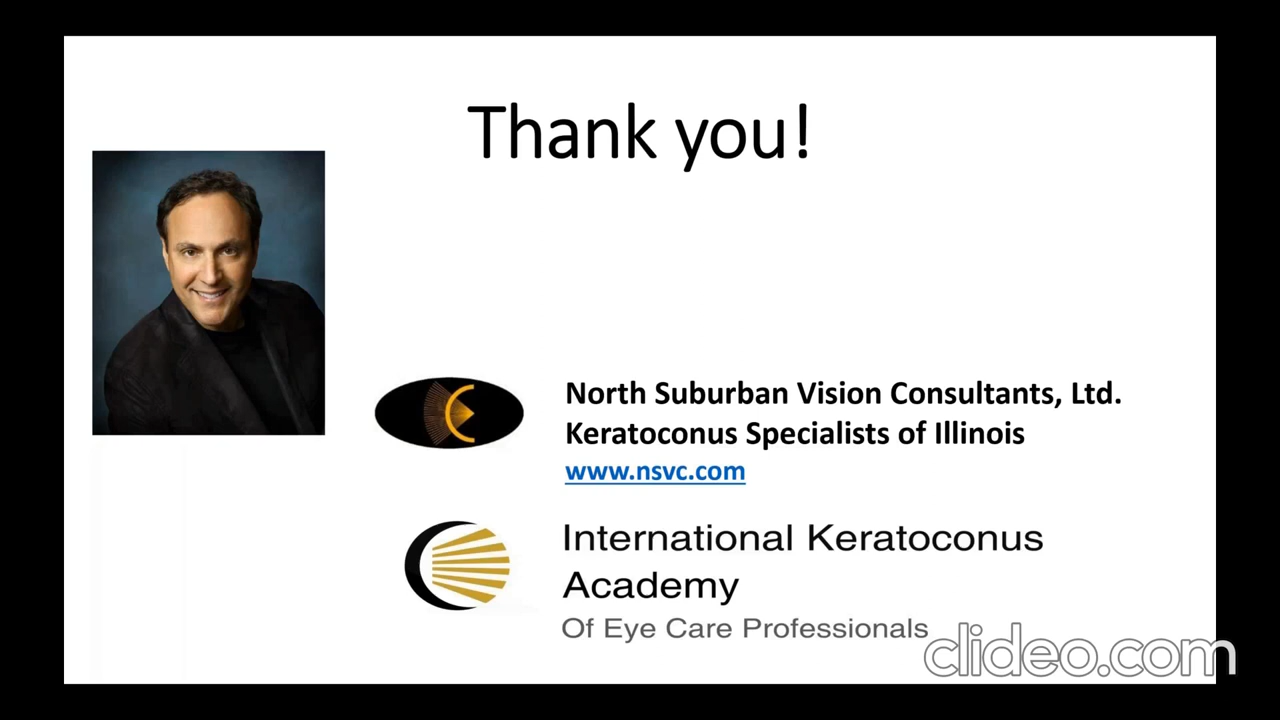 Thank you!
North Suburban Vision Consultants, Ltd.
Keratoconus Specialists of Illinois
www.nsvc.com
International Keratoconus
Academy
Of Eye Care Professionals
clideo.com